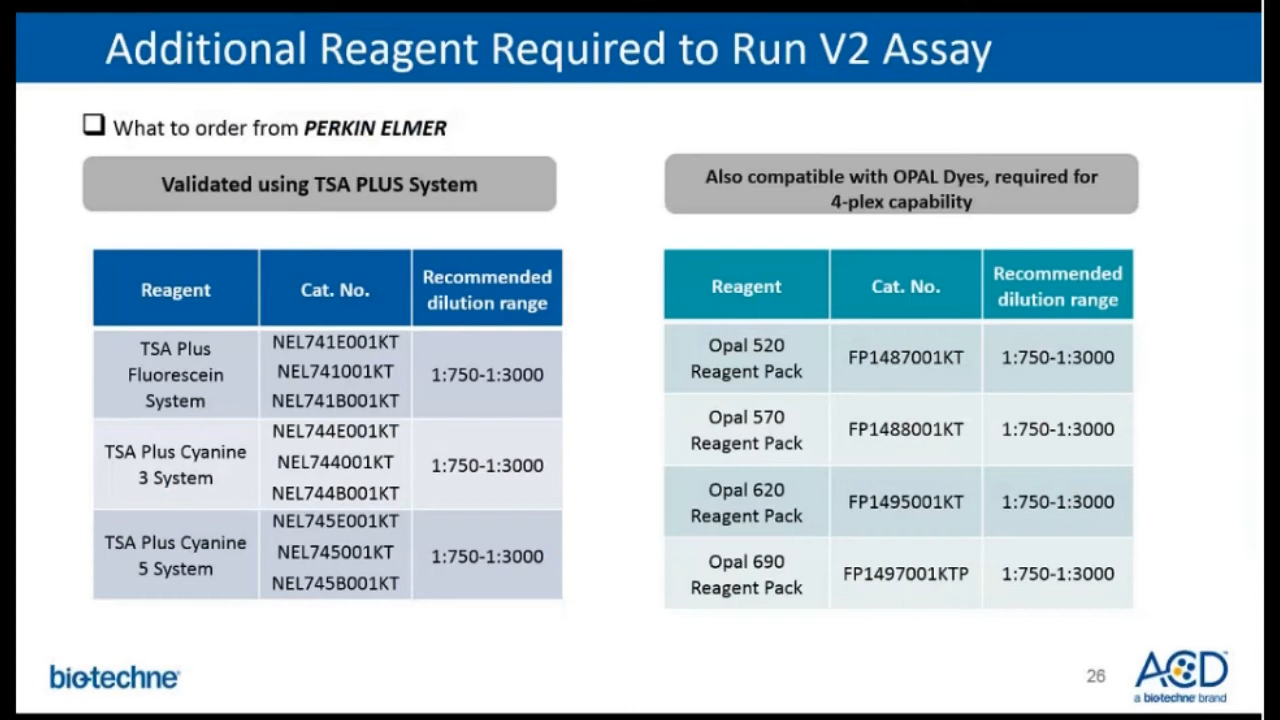 Additional Reagent Required to Run V2 Assay
What to order from PERKIN ELMER
Validated using TSA PLUS System
Reagent
Cat. No.
Recommended
dilution range
TSA Plus
Fluorescein
System
NEL741E001KT
NEL741001KT
NEL741B001KT
1:750-1:3000
TSA Plus Cyanine
3 System
NEL744E001KT
NEL744001KT
NEL744B001KT
1:750-1:3000
TSA Plus Cyanine
5 System
NEL745E001KT
NEL745001KT
NEL745B001KT
1:750-1:3000
Also compatible with OPAL Dyes, required for
4-plex capability
Reagent
Cat. No.
Recommended
dilution range
Opal 520
Reagent Pack
FP1487001KT
1:750-1:3000
Opal 570
Reagent Pack
FP1488001KT
1:750-1:3000
Opal 620
Reagent Pack
FP1495001KT
1:750-1:3000
Opal 690
Reagent Pack
FP1497001KTP
1:750-1:3000
bio-techne
26
ACD
a biotechne brand